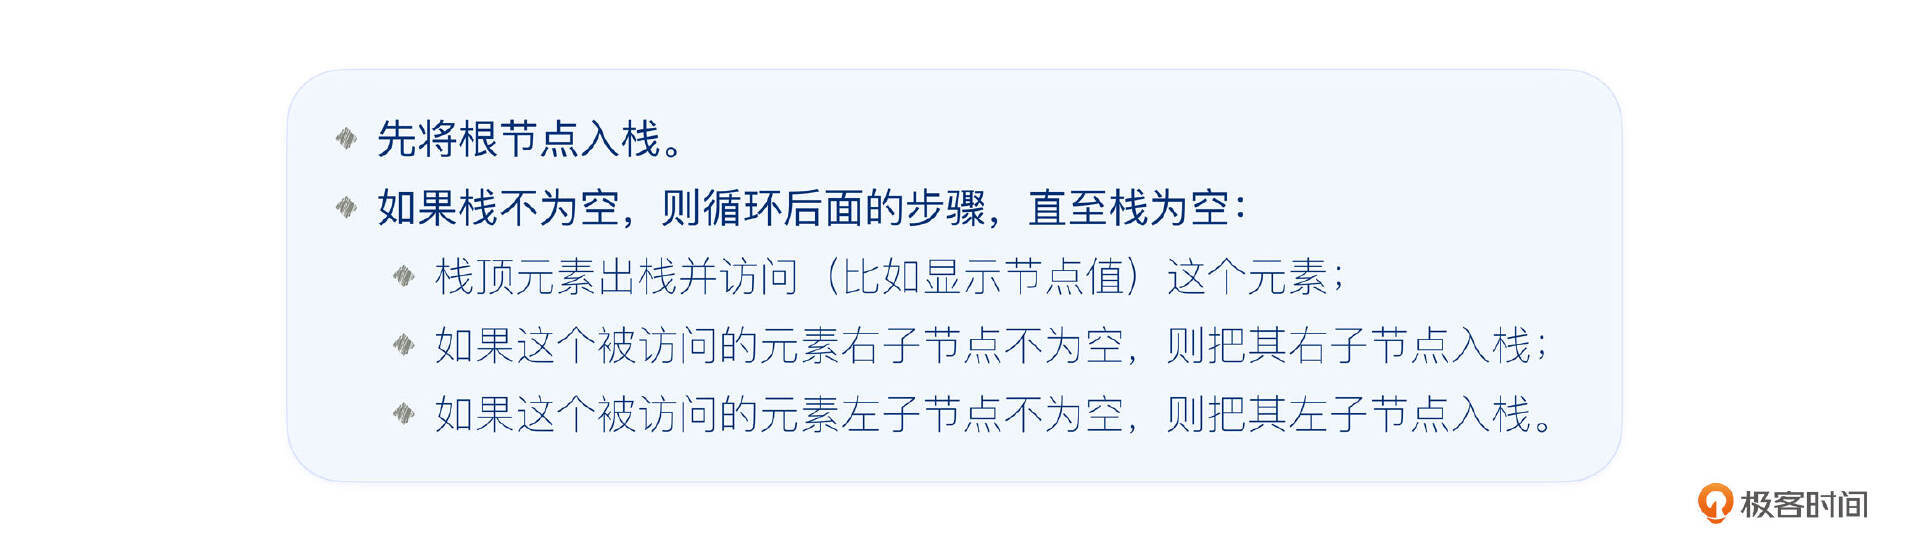 先将根节点入栈。
如果栈不为空，则循环后面的步骤，直至栈为空：
栈顶元素出栈并访问（比如显示节点值）这个元素；
如果这个被访问的元素右子节点不为空，则把其右子节点入栈；
如果这个被访问的元素左子节点不为空，则把其左子节点入栈。
极客时间